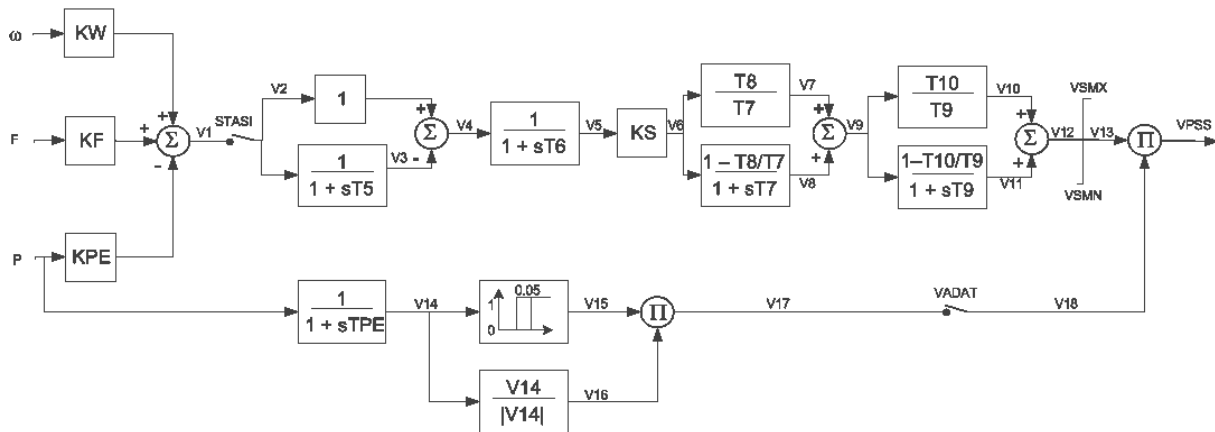 ω KW
F KF
P KPE
+
+
-
Σ
V1
STASI
V2
1
1
1 + sT5
V3
+
-
Σ
V4
1
1 + sT6
V5
KS
V6
T8
T7
V7
1 – T8/T7
1 + sT7
V8
+
+
Σ
V9
T10
T9
V10
1–T10/T9
1 + sT9
V11
+
+
Σ
V12
VSMX
V13
VSMN
Π
VPSS
1
1 + sTPE
V14
1
0
0.05
V15
V14
|V14|
V16
Π
V17
VADAT
V18